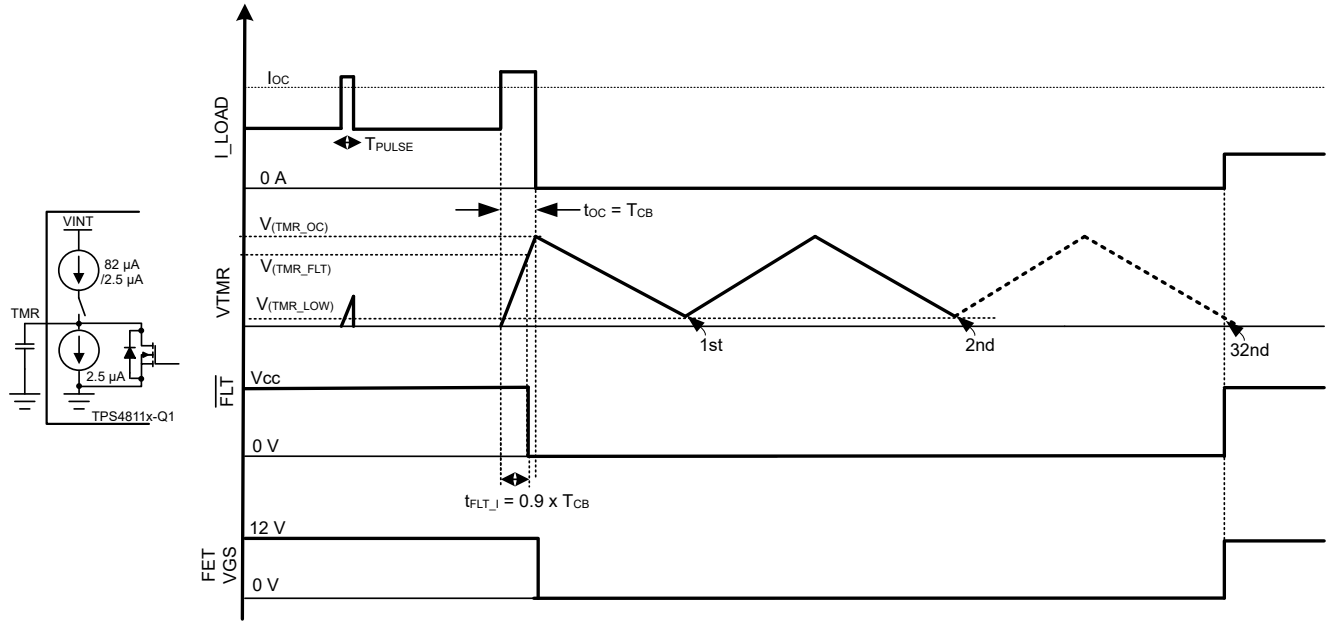 VINT
82 µA
/2.5 µA
TMR
2.5 µA
TPS4811x-Q1
I_LOAD
IOC
TPULSE
0 A
tOC = TCB
VTMR
V(TMR_OC)
V(TMR_FLT)
V(TMR_LOW)
1st
2nd
32nd
FLT
Vcc
0 V
tFLT_I = 0.9 x TCB
FET
VGS
12 V
0 V